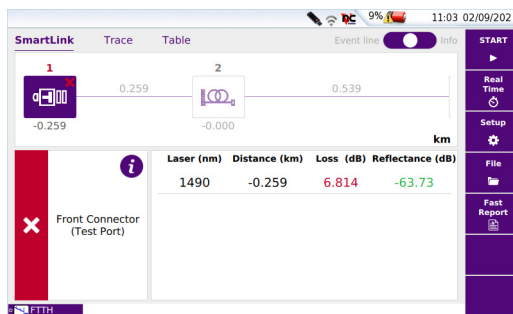 9% 11:03 02/09/202
SmartLink Trace Table Event line Info START
1 2
0.259 0.539
-0.259 -0.000
km
Real
Time
Setup
File
Fast
Report
i
Front Connector
(Test Port)
Laser (nm) Distance (km) Loss (dB) Reflectance (dB)
1490 -0.259 6.814 -63.73
FTTH